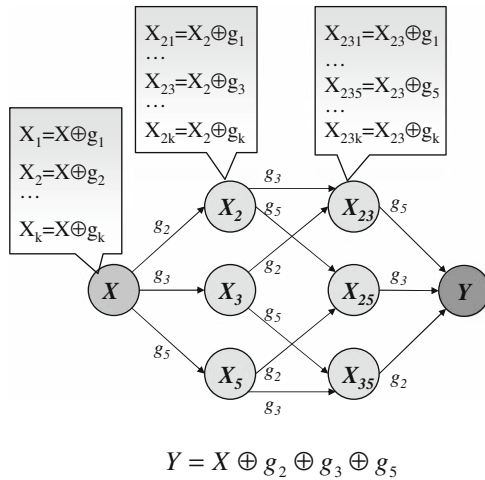 X₂₁=X₂⊕g₁
…
X₂₃=X₂⊕g₃
…
X₂ₖ=X₂⊕gₖ
X₂₃₁=X₂₃⊕g₁
…
X₂₃₅=X₂₃⊕g₅
…
X₂₃ₖ=X₂₃⊕gₖ
X₁=X⊕g₁
X₂=X⊕g₂
…
Xₖ=X⊕gₖ
g₃
X₂
X₂₃
g₂
g₅
g₅
X
g₃
X₃
g₂
X₂₅
g₃
Y
g₅
g₅
X₅
g₂
X₃₅
g₂
g₃
Y = X ⊕ g₂ ⊕ g₃ ⊕ g₅